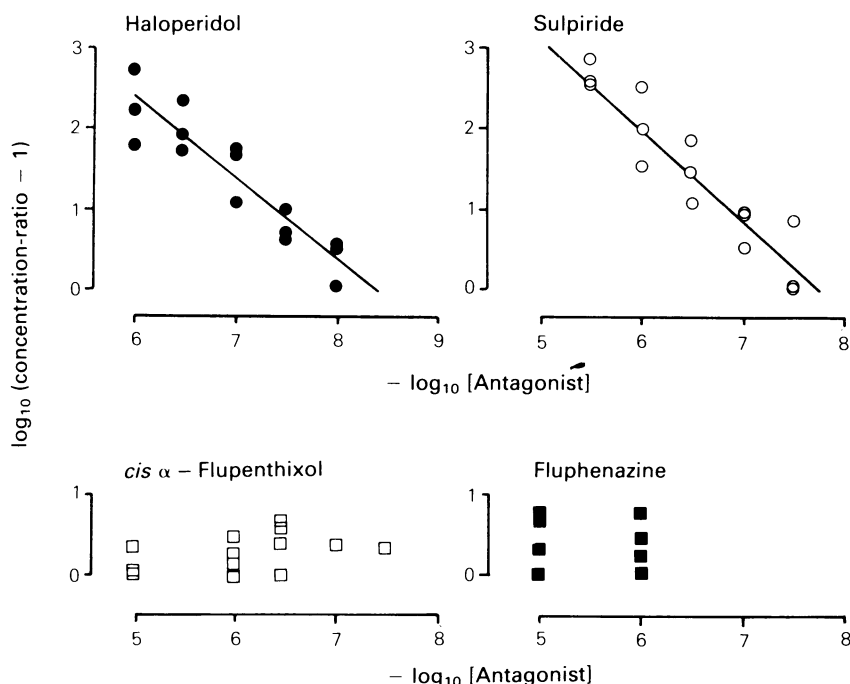 Haloperidol
Sulpiride
3
2
1
0
6 7 8 9
3
2
1
0
5 6 7 8
– log10 [Antagonist]
log10 (concentration-ratio – 1)
cis α – Flupenthixol
Fluphenazine
1
0
5 6 7 8
1
0
5 6 7 8
– log10 [Antagonist]